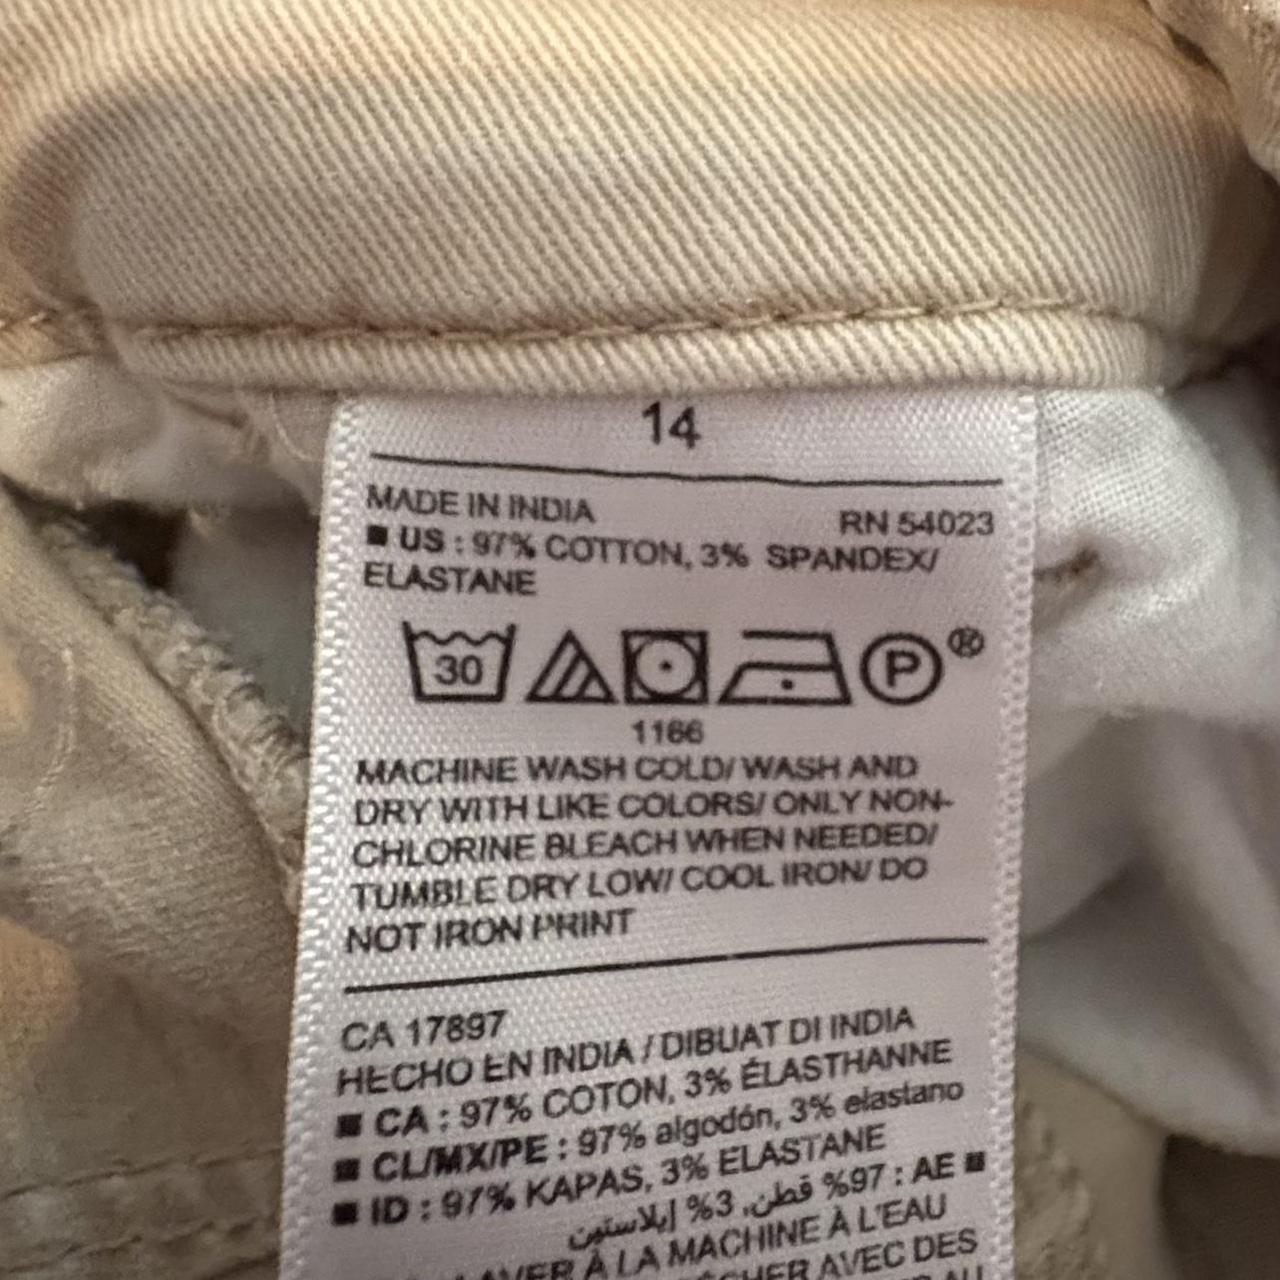 14
MADE IN INDIA
RN 54023
■ US : 97% COTTON, 3% SPANDEX/
ELASTANE
30
P®
1166
MACHINE WASH COLD/ WASH AND
DRY WITH LIKE COLORS/ ONLY NON-
CHLORINE BLEACH WHEN NEEDED/
TUMBLE DRY LOW/ COOL IRON/ DO
NOT IRON PRINT
CA 17897
HECHO EN INDIA / DIBUAT DI INDIA
■ CA : 97% COTON, 3% ÉLASTHANNE
■ CL/MX/PE : 97% algodón, 3% elastano
■ ID : 97% KAPAS, 3% ELASTANE
■ AE : 97% قطن, 3% إيلاستين
À LA MACHINE À L'EAU
AVEC DES